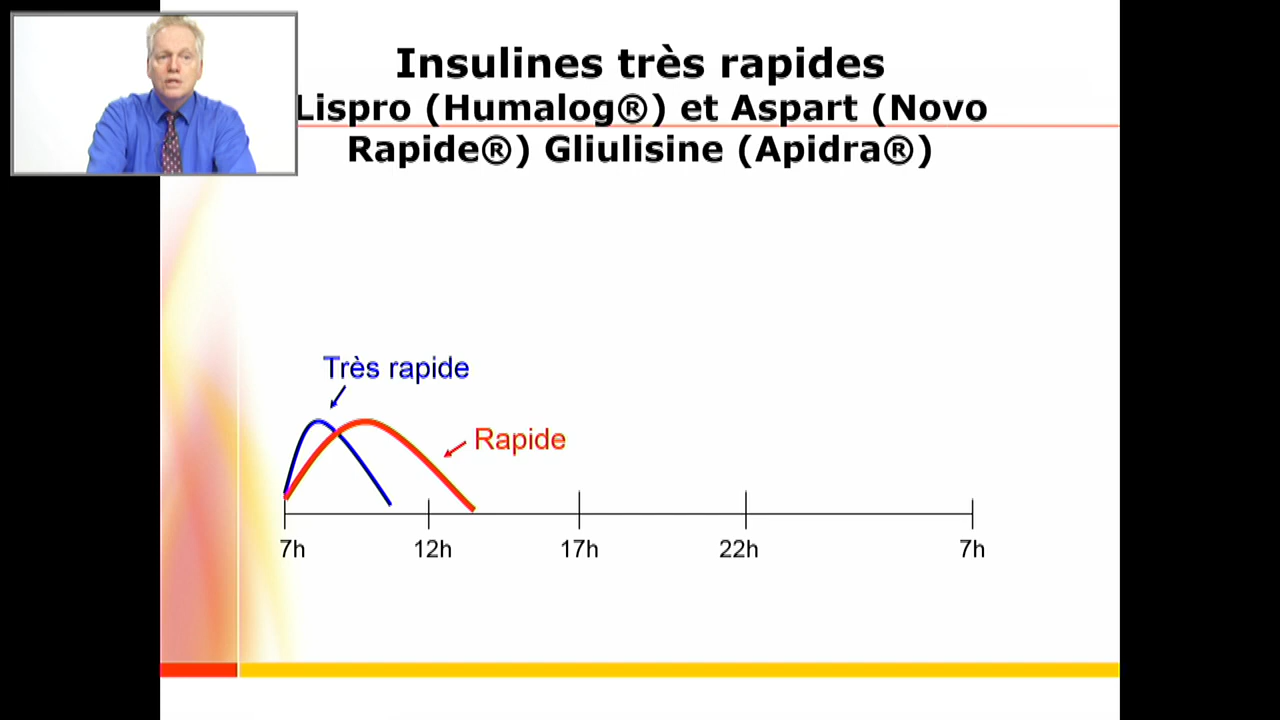 Insulines très rapides
Lispro (Humalog®) et Aspart (Novo
Rapide®) Gliulisine (Apidra®)
Très rapide
Rapide
7h 12h 17h 22h 7h